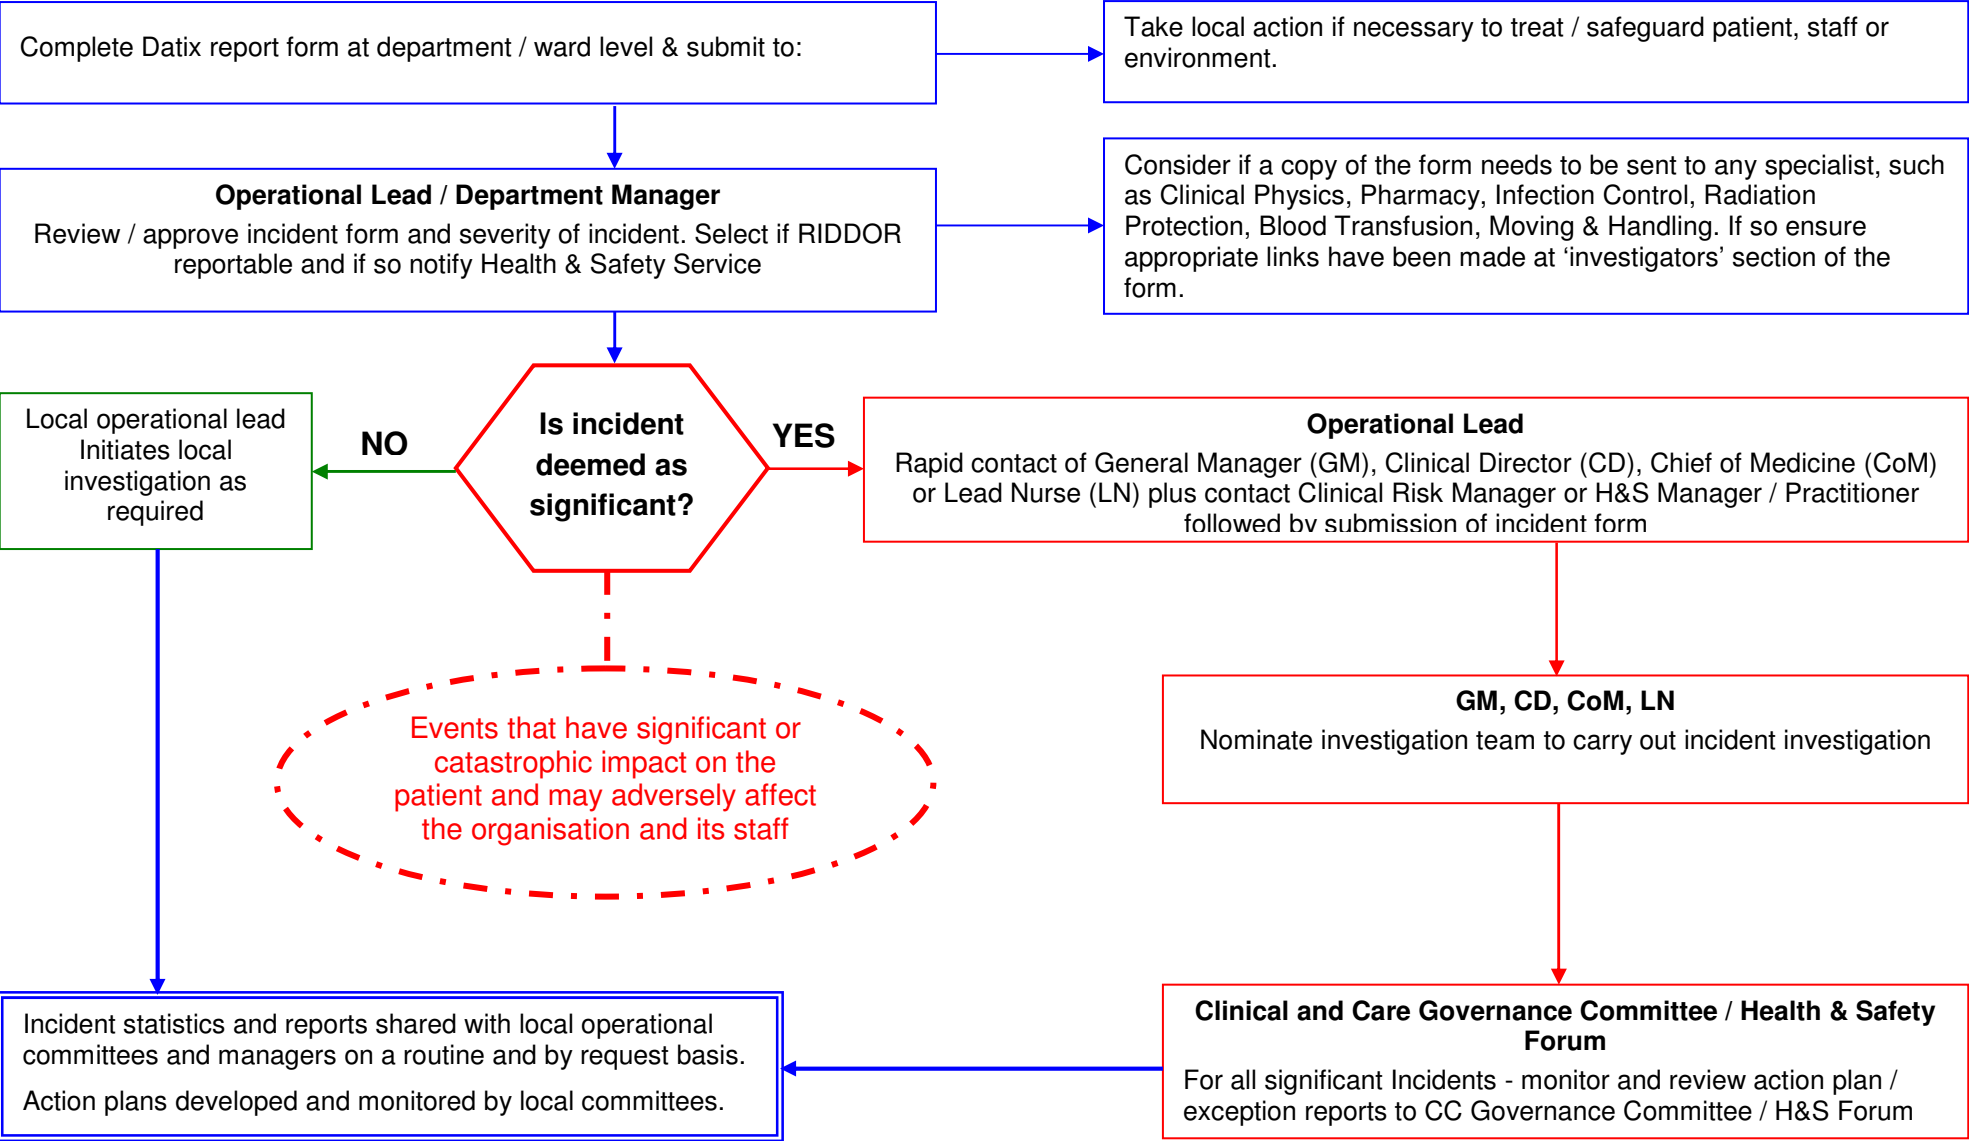 Complete Datix report form at department / ward level & submit to:
Take local action if necessary to treat / safeguard patient, staff or
environment.
Operational Lead / Department Manager
Review / approve incident form and severity of incident. Select if RIDDOR
reportable and if so notify Health & Safety Service
Consider if a copy of the form needs to be sent to any specialist, such
as Clinical Physics, Pharmacy, Infection Control, Radiation
Protection, Blood Transfusion, Moving & Handling. If so ensure
appropriate links have been made at ‘investigators’ section of the
form.
Local operational lead
Initiates local
investigation as
required
NO
Is incident
deemed as
significant?
YES
Operational Lead
Rapid contact of General Manager (GM), Clinical Director (CD), Chief of Medicine (CoM)
or Lead Nurse (LN) plus contact Clinical Risk Manager or H&S Manager / Practitioner
followed by submission of incident form
Events that have significant or
catastrophic impact on the
patient and may adversely affect
the organisation and its staff
GM, CD, CoM, LN
Nominate investigation team to carry out incident investigation
Incident statistics and reports shared with local operational
committees and managers on a routine and by request basis.
Action plans developed and monitored by local committees.
Clinical and Care Governance Committee / Health & Safety
Forum
For all significant Incidents - monitor and review action plan /
exception reports to CC Governance Committee / H&S Forum